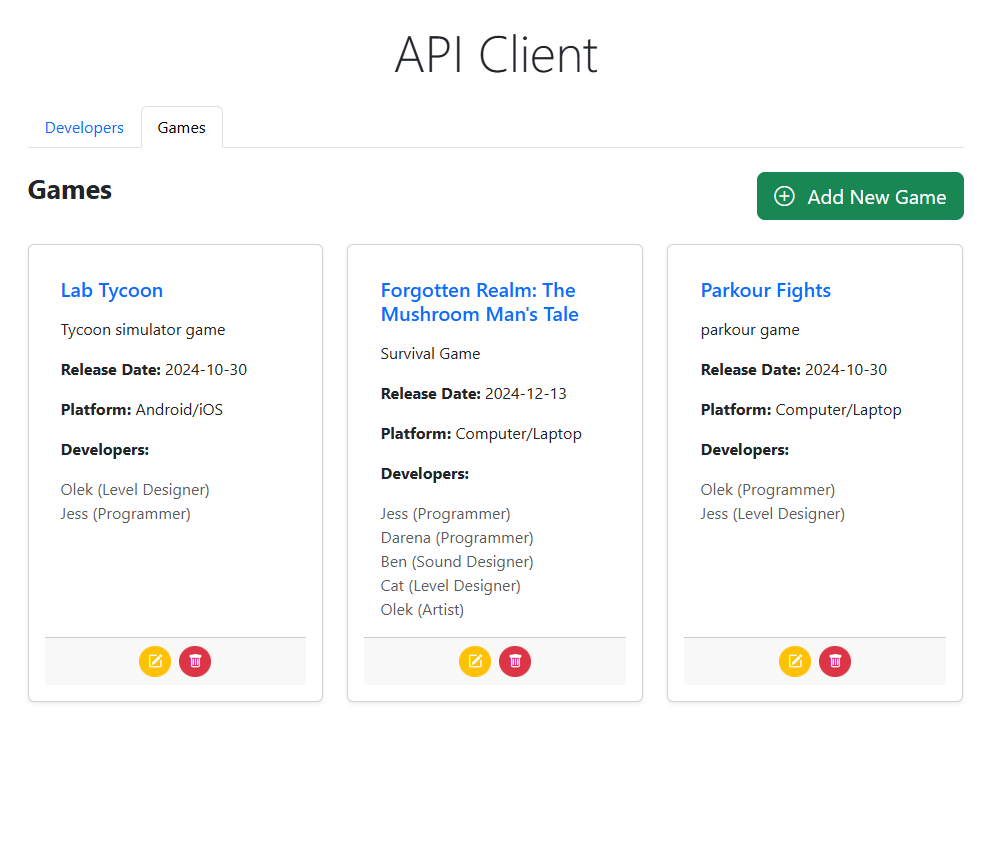 API Client
Developers
Games
Games
Add New Game
Lab Tycoon
Tycoon simulator game
Release Date: 2024-10-30
Platform: Android/iOS
Developers:
Olek (Level Designer)
Jess (Programmer)
Forgotten Realm: The
Mushroom Man's Tale
Survival Game
Release Date: 2024-12-13
Platform: Computer/Laptop
Developers:
Jess (Programmer)
Darena (Programmer)
Ben (Sound Designer)
Cat (Level Designer)
Olek (Artist)
Parkour Fights
parkour game
Release Date: 2024-10-30
Platform: Computer/Laptop
Developers:
Olek (Programmer)
Jess (Level Designer)